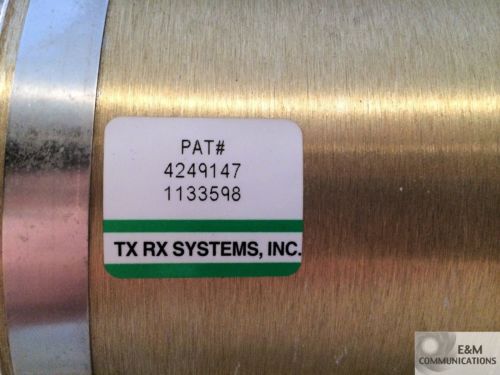 PAT#
4249147
1133598
TX RX SYSTEMS, INC.
E&M
COMMUNICATIONS